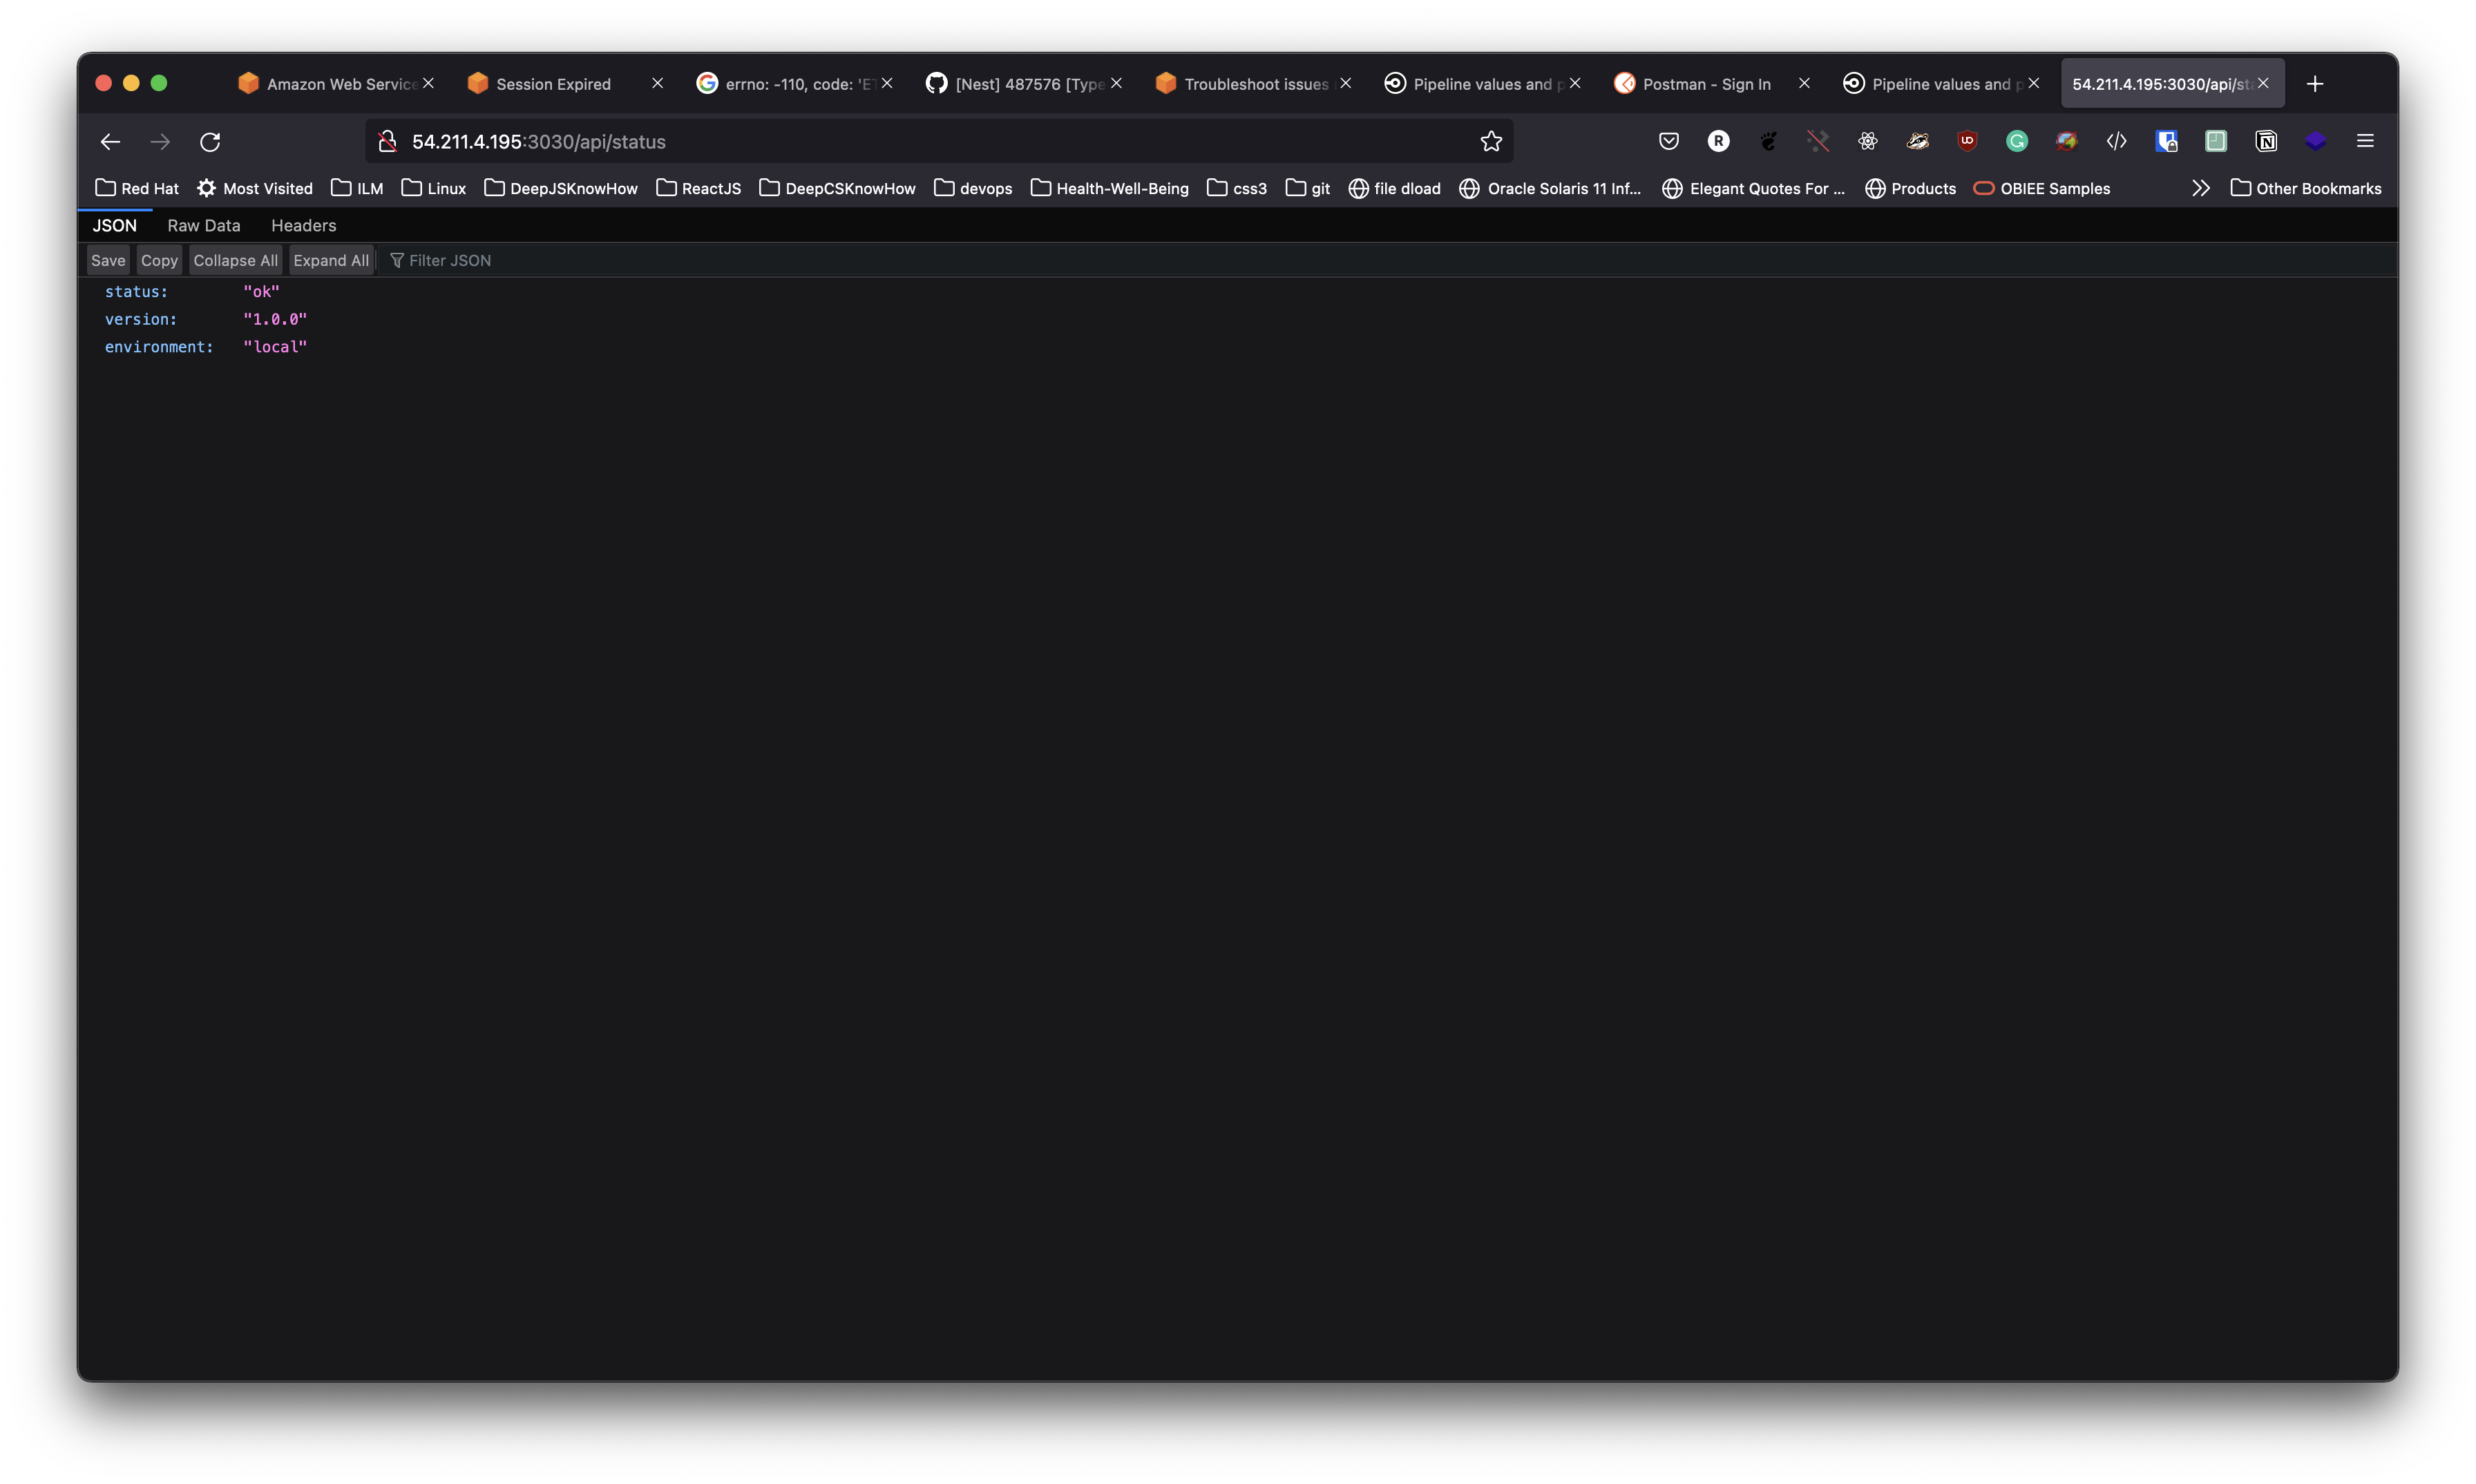 Amazon Web Service
Session Expired
errno: -110, code: 'ET
[Nest] 487576 [Type
Troubleshoot issues
Pipeline values and p
Postman - Sign In
Pipeline values and p
54.211.4.195:3030/api/st
54.211.4.195:3030/api/status
Red Hat
Most Visited
ILM
Linux
DeepJSKnowHow
ReactJS
DeepCSKnowHow
devops
Health-Well-Being
css3
git
file dload
Oracle Solaris 11 Inf...
Elegant Quotes For ...
Products
OBIEE Samples
Other Bookmarks
JSON Raw Data Headers
Save Copy Collapse All Expand All Filter JSON
status: "ok"
version: "1.0.0"
environment: "local"